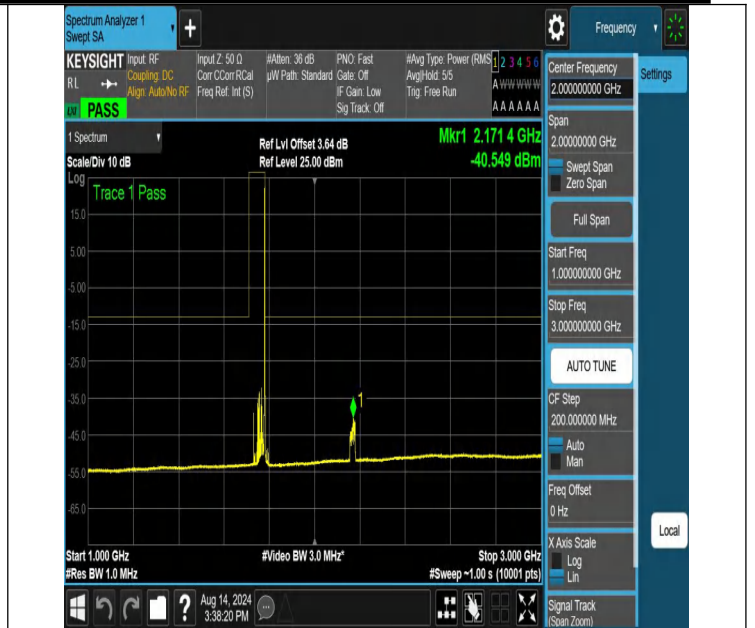 Spectrum Analyzer 1
Swept SA
+
Frequency
KEYSIGHT
RL
PASS
Input: RF
Coupling: DC
Align: Auto/No RF
Input Z: 50 Ω
Corr CCorr RCal
Freq Ref: Int (S)
#Atten: 36 dB
µW Path: Standard
PNO: Fast
Gate: Off
IF Gain: Low
Sig Track: Off
#Avg Type: Power (RMS
Avg|Hold: 5/5
Trig: Free Run
1 2 3 4 5 6
A W W W W W
A A A A A A
1 Spectrum
Scale/Div 10 dB
Ref Lvl Offset 3.64 dB
Ref Level 25.00 dBm
Mkr1 2.171 4 GHz
-40.549 dBm
Log
Trace 1 Pass
15.0
5.00
-5.00
-15.0
-25.0
-35.0
-45.0
-55.0
-65.0
1
Start 1.000 GHz
#Res BW 1.0 MHz
#Video BW 3.0 MHz*
Stop 3.000 GHz
#Sweep ~1.00 s (10001 pts)
Center Frequency
2.000000000 GHz
Settings
Span
2.00000000 GHz
Swept Span
Zero Span
Full Span
Start Freq
1.000000000 GHz
Stop Freq
3.000000000 GHz
AUTO TUNE
CF Step
200.000000 MHz
Auto
Man
Freq Offset
0 Hz
X Axis Scale
Log
Lin
Local
Signal Track
(Span Zoom)
?
Aug 14, 2024
3:38:20 PM